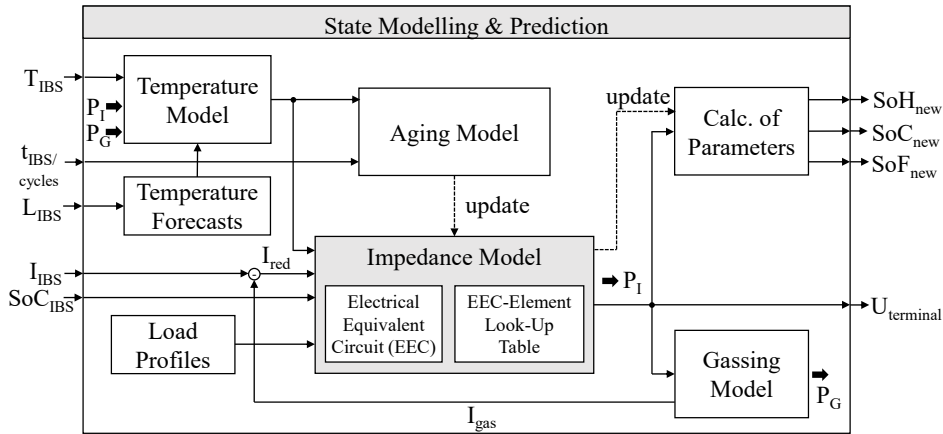 State Modelling & Prediction
T_IBS
P_I
P_G
Temperature
Model
t_IBS/
cycles
L_IBS
Temperature
Forecasts
Aging Model
update
update
Calc. of
Parameters
SoH_new
SoC_new
SoF_new
I_IBS
SoC_IBS
I_red
-
Load
Profiles
Impedance Model
Electrical
Equivalent
Circuit (EEC)
EEC-Element
Look-Up
Table
P_I
U_terminal
Gassing
Model
P_G
I_gas